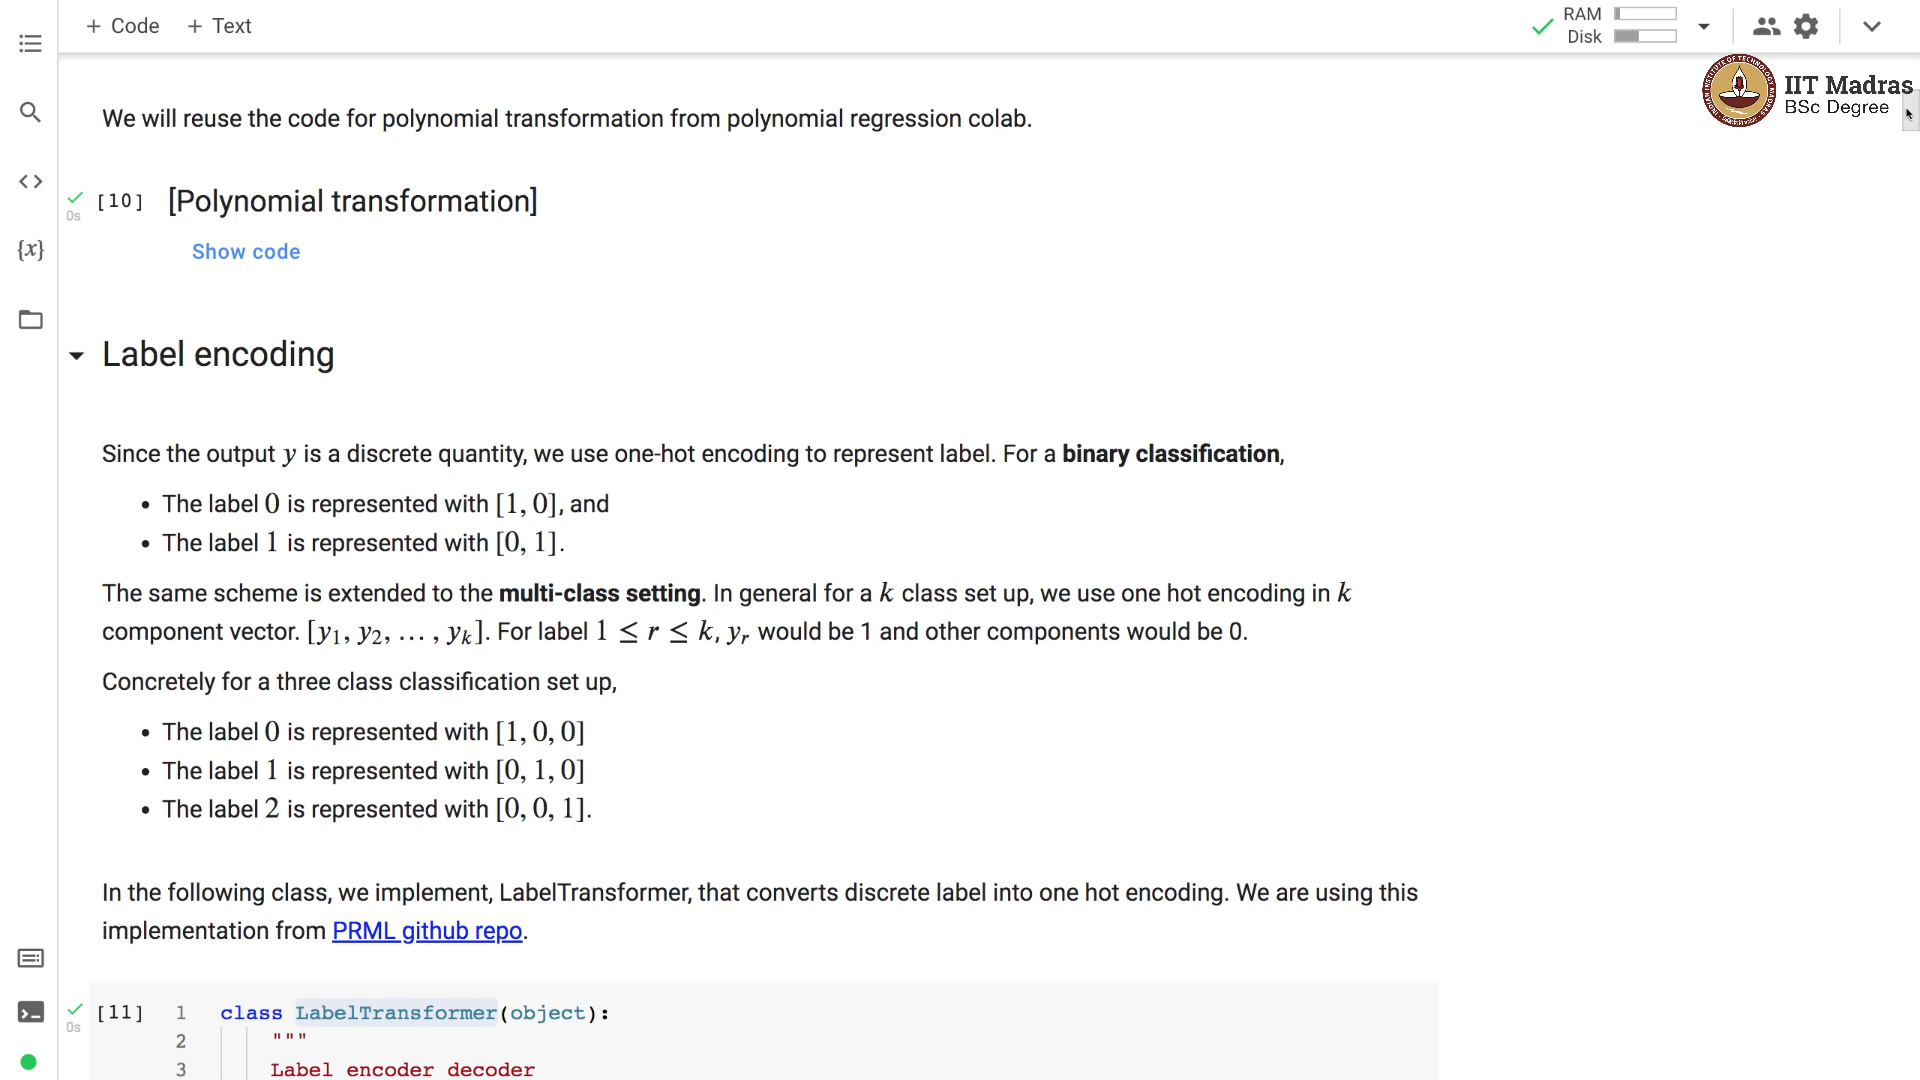 + Code + Text
RAM
Disk
IIT Madras
BSc Degree
We will reuse the code for polynomial transformation from polynomial regression colab.
[10] [Polynomial transformation]
0s
Show code
{x}
Label encoding
Since the output y is a discrete quantity, we use one-hot encoding to represent label. For a binary classification,
• The label 0 is represented with [1, 0], and
• The label 1 is represented with [0, 1].
The same scheme is extended to the multi-class setting. In general for a k class set up, we use one hot encoding in k
component vector. [y₁, y₂, … , yₖ]. For label 1 ≤ r ≤ k, yᵣ would be 1 and other components would be 0.
Concretely for a three class classification set up,
• The label 0 is represented with [1, 0, 0]
• The label 1 is represented with [0, 1, 0]
• The label 2 is represented with [0, 0, 1].
In the following class, we implement, LabelTransformer, that converts discrete label into one hot encoding. We are using this
implementation from PRML github repo.
[11] 1 class LabelTransformer(object):
0s
2 """
3 Label encoder decoder